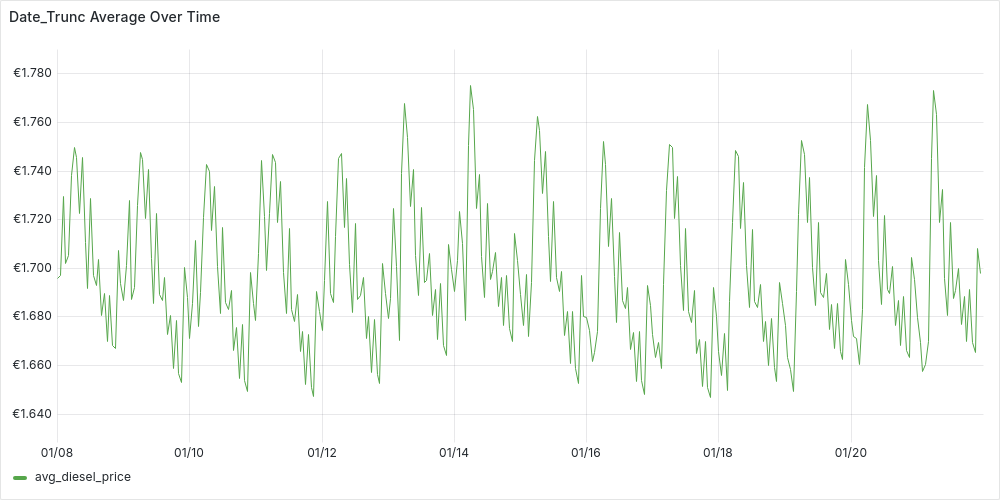 Date_Trunc Average Over Time
€1.780
€1.760
€1.740
€1.720
€1.700
€1.680
€1.660
€1.640
01/08 01/10 01/12 01/14 01/16 01/18 01/20
avg_diesel_price